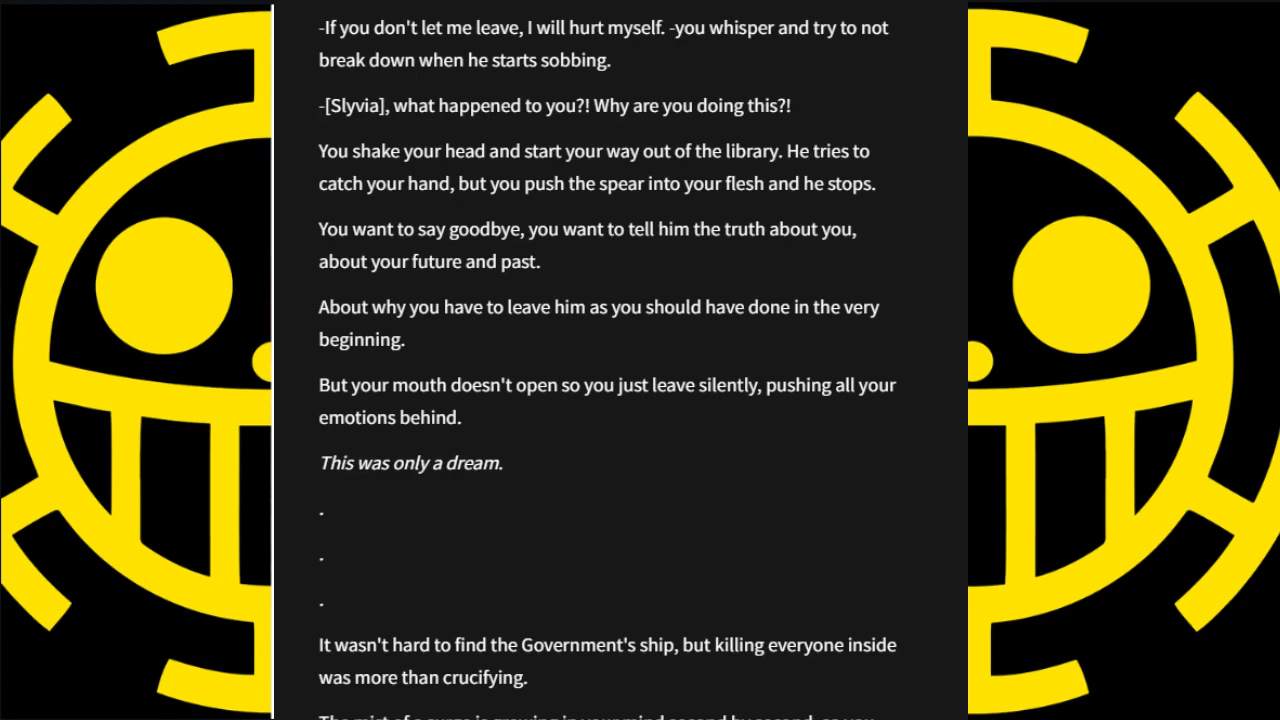 -If you don't let me leave, I will hurt myself. -you whisper and try to not
break down when he starts sobbing.
-[Slyvia], what happened to you?! Why are you doing this?!
You shake your head and start your way out of the library. He tries to
catch your hand, but you push the spear into your flesh and he stops.
You want to say goodbye, you want to tell him the truth about you,
about your future and past.
About why you have to leave him as you should have done in the very
beginning.
But your mouth doesn't open so you just leave silently, pushing all your
emotions behind.
This was only a dream.
.
.
.
It wasn't hard to find the Government's ship, but killing everyone inside
was more than crucifying.